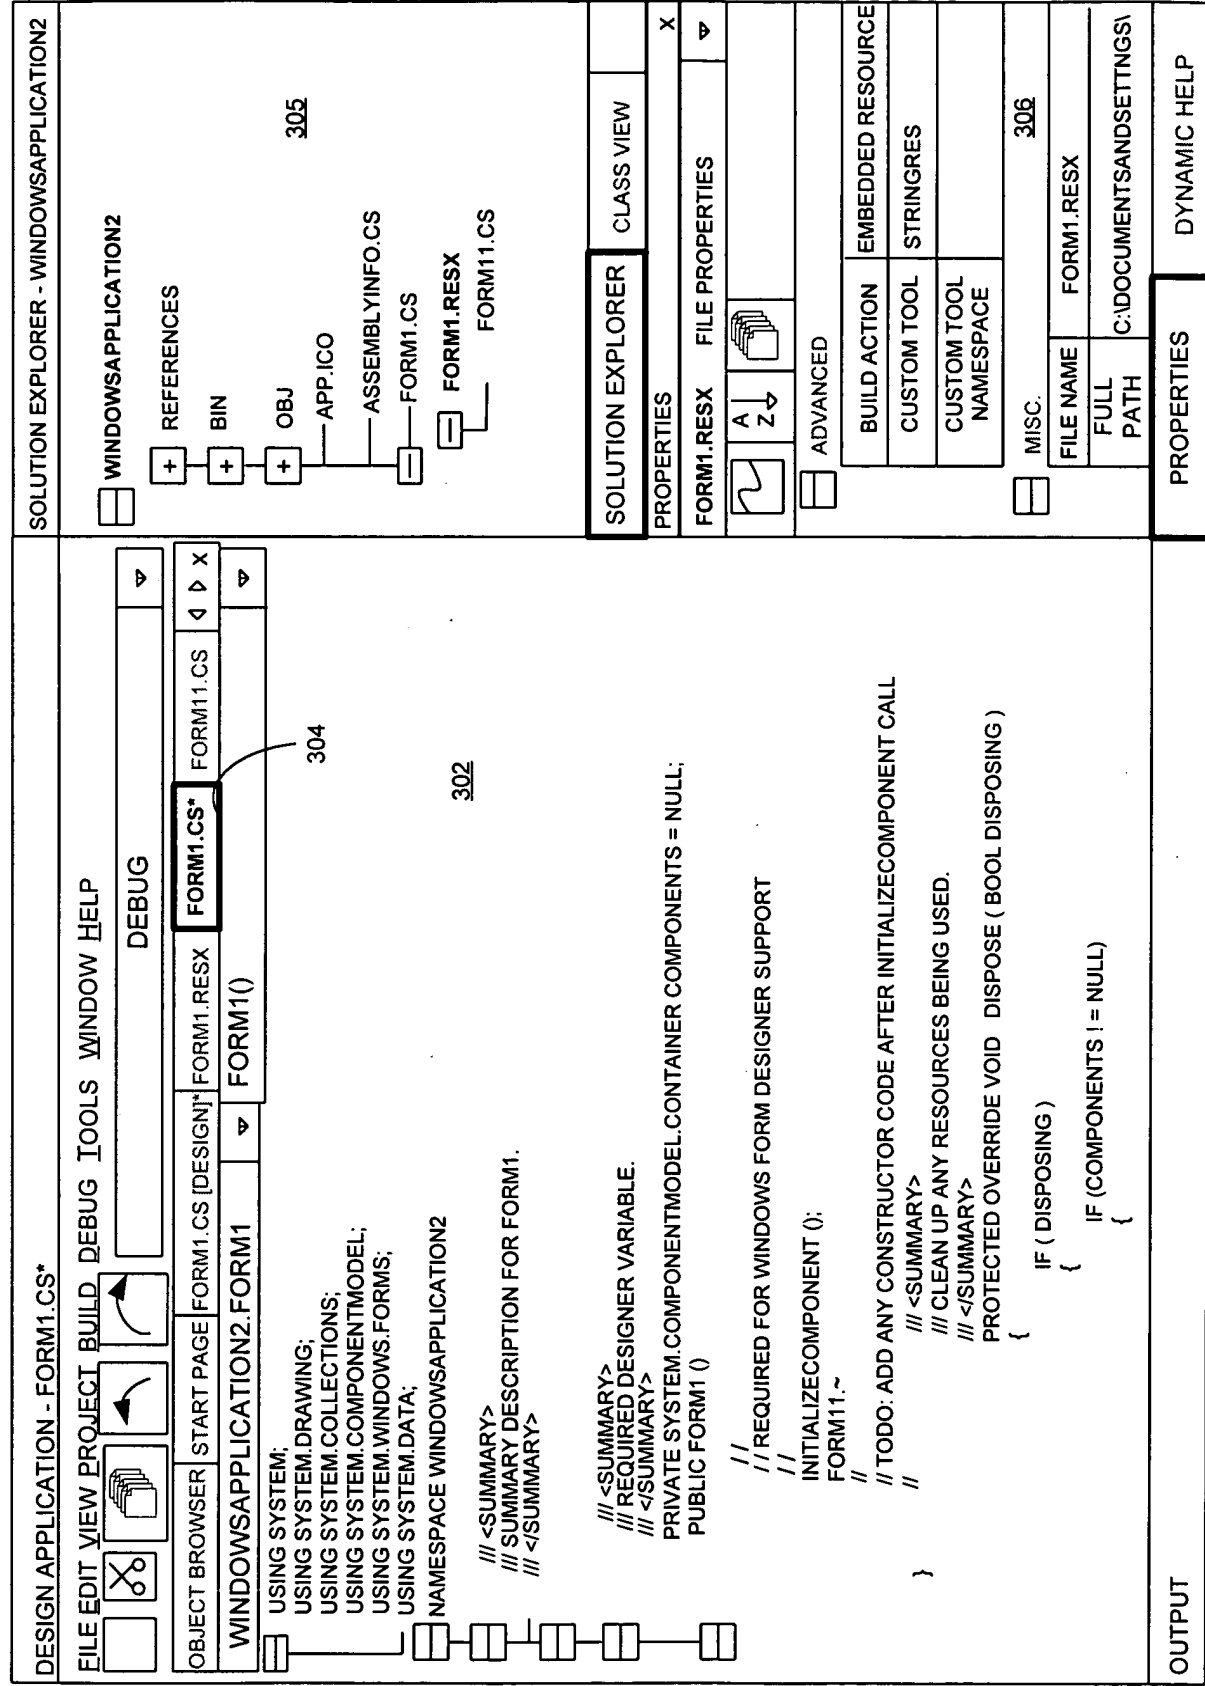 DESIGN APPLICATION - FORM1.CS*
FILE EDIT VIEW PROJECT BUILD DEBUG TOOLS WINDOW HELP
DEBUG
OBJECT BROWSER START PAGE FORM1.CS [DESIGN]* FORM1.RESX FORM1.CS* FORM11.CS X
WINDOWSAPPLICATION2.FORM1 FORM1()
304
302
USING SYSTEM;
USING SYSTEM.DRAWING;
USING SYSTEM.COLLECTIONS;
USING SYSTEM.COMPONENTMODEL;
USING SYSTEM.WINDOWS.FORMS;
USING SYSTEM.DATA;
NAMESPACE WINDOWSAPPLICATION2
/// <SUMMARY>
/// SUMMARY DESCRIPTION FOR FORM1.
/// </SUMMARY>
/// <SUMMARY>
/// REQUIRED DESIGNER VARIABLE.
/// </SUMMARY>
PRIVATE SYSTEM.COMPONENTMODEL.CONTAINER COMPONENTS = NULL;
PUBLIC FORM1 ()
//
// REQUIRED FOR WINDOWS FORM DESIGNER SUPPORT
//
INITIALIZECOMPONENT ();
FORM11.~
//
// TODO: ADD ANY CONSTRUCTOR CODE AFTER INITIALIZECOMPONENT CALL
//
}
/// <SUMMARY>
/// CLEAN UP ANY RESOURCES BEING USED.
/// </SUMMARY>
PROTECTED OVERRIDE VOID DISPOSE ( BOOL DISPOSING )
{
IF ( DISPOSING )
{
IF (COMPONENTS ! = NULL)
{
OUTPUT
SOLUTION EXPLORER - WINDOWSAPPLICATION2
WINDOWSAPPLICATION2
+ REFERENCES
+ BIN
+ OBJ
APP.ICO
ASSEMBLYINFO.CS
- FORM1.CS
- FORM1.RESX
FORM11.CS
305
SOLUTION EXPLORER CLASS VIEW
PROPERTIES X
FORM1.RESX FILE PROPERTIES
A
Z
ADVANCED
BUILD ACTION EMBEDDED RESOURCE
CUSTOM TOOL STRINGRES
CUSTOM TOOL
NAMESPACE
MISC. 306
FILE NAME FORM1.RESX
FULL
PATH C:\DOCUMENTSANDSETTNGS\
PROPERTIES DYNAMIC HELP